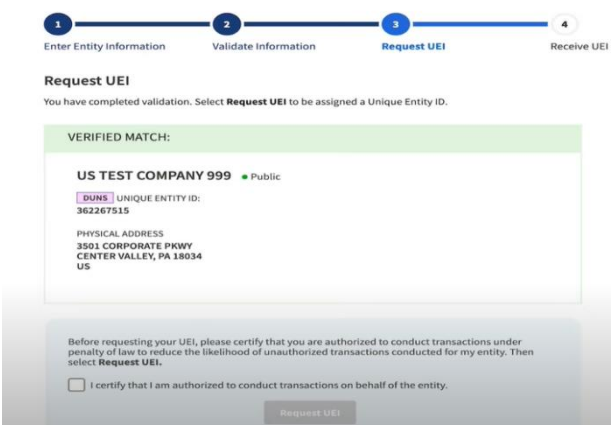 1 2 3 4
Enter Entity Information Validate Information Request UEI Receive UEI
Request UEI
You have completed validation. Select Request UEI to be assigned a Unique Entity ID.
VERIFIED MATCH:
US TEST COMPANY 999 Public
DUNS UNIQUE ENTITY ID:
362267515
PHYSICAL ADDRESS
3501 CORPORATE PKWY
CENTER VALLEY, PA 18034
US
Before requesting your UEI, please certify that you are authorized to conduct transactions under
penalty of law to reduce the likelihood of unauthorized transactions conducted for my entity. Then
select Request UEI.
I certify that I am authorized to conduct transactions on behalf of the entity.
Request UEI